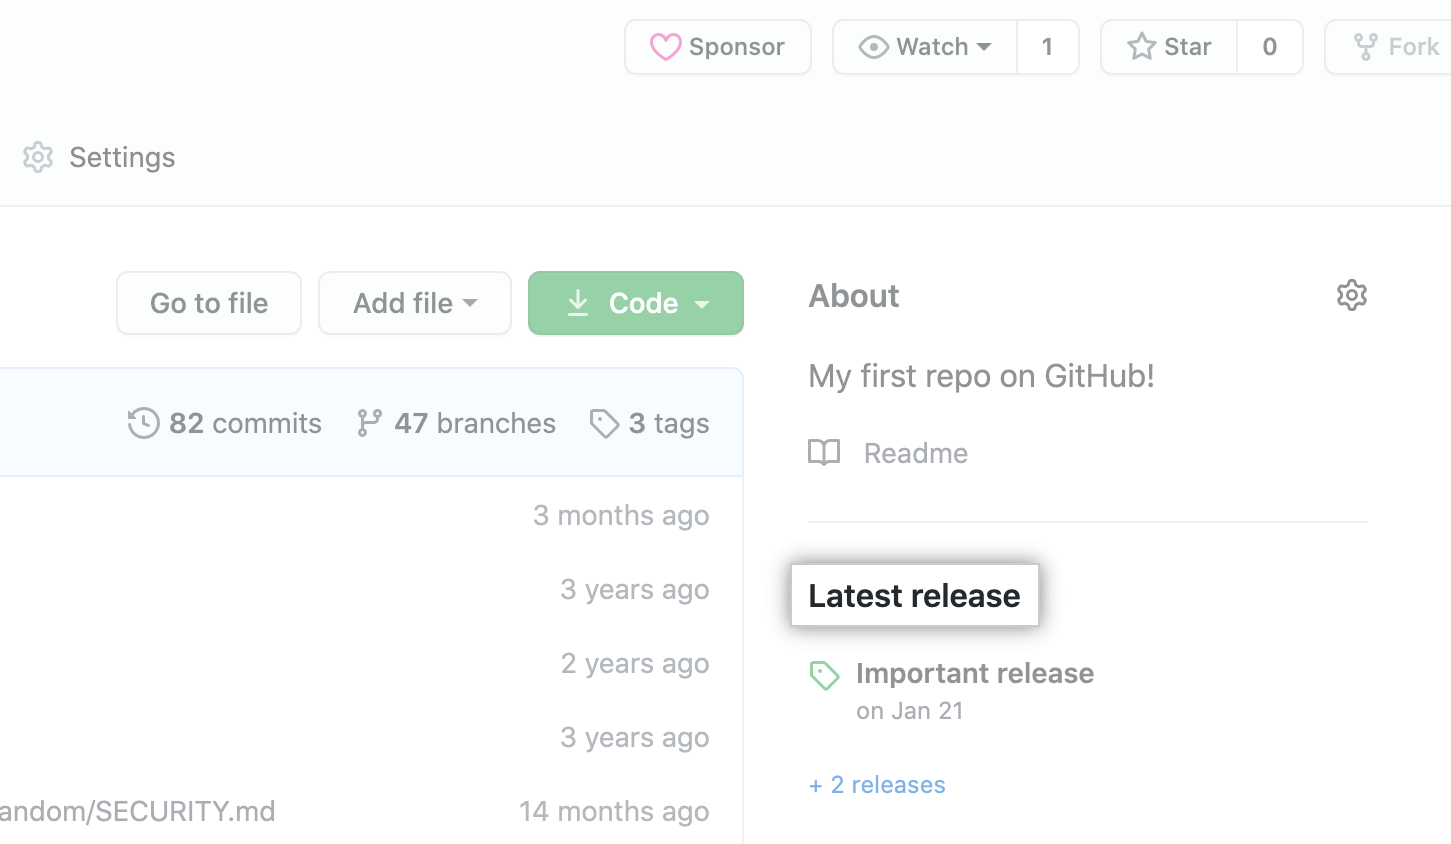 Sponsor Watch 1 Star 0 Fork
Settings
Go to file Add file Code
About
My first repo on GitHub!
82 commits 47 branches 3 tags
Readme
3 months ago
3 years ago
2 years ago
3 years ago
andom/SECURITY.md 14 months ago
Latest release
Important release
on Jan 21
+ 2 releases